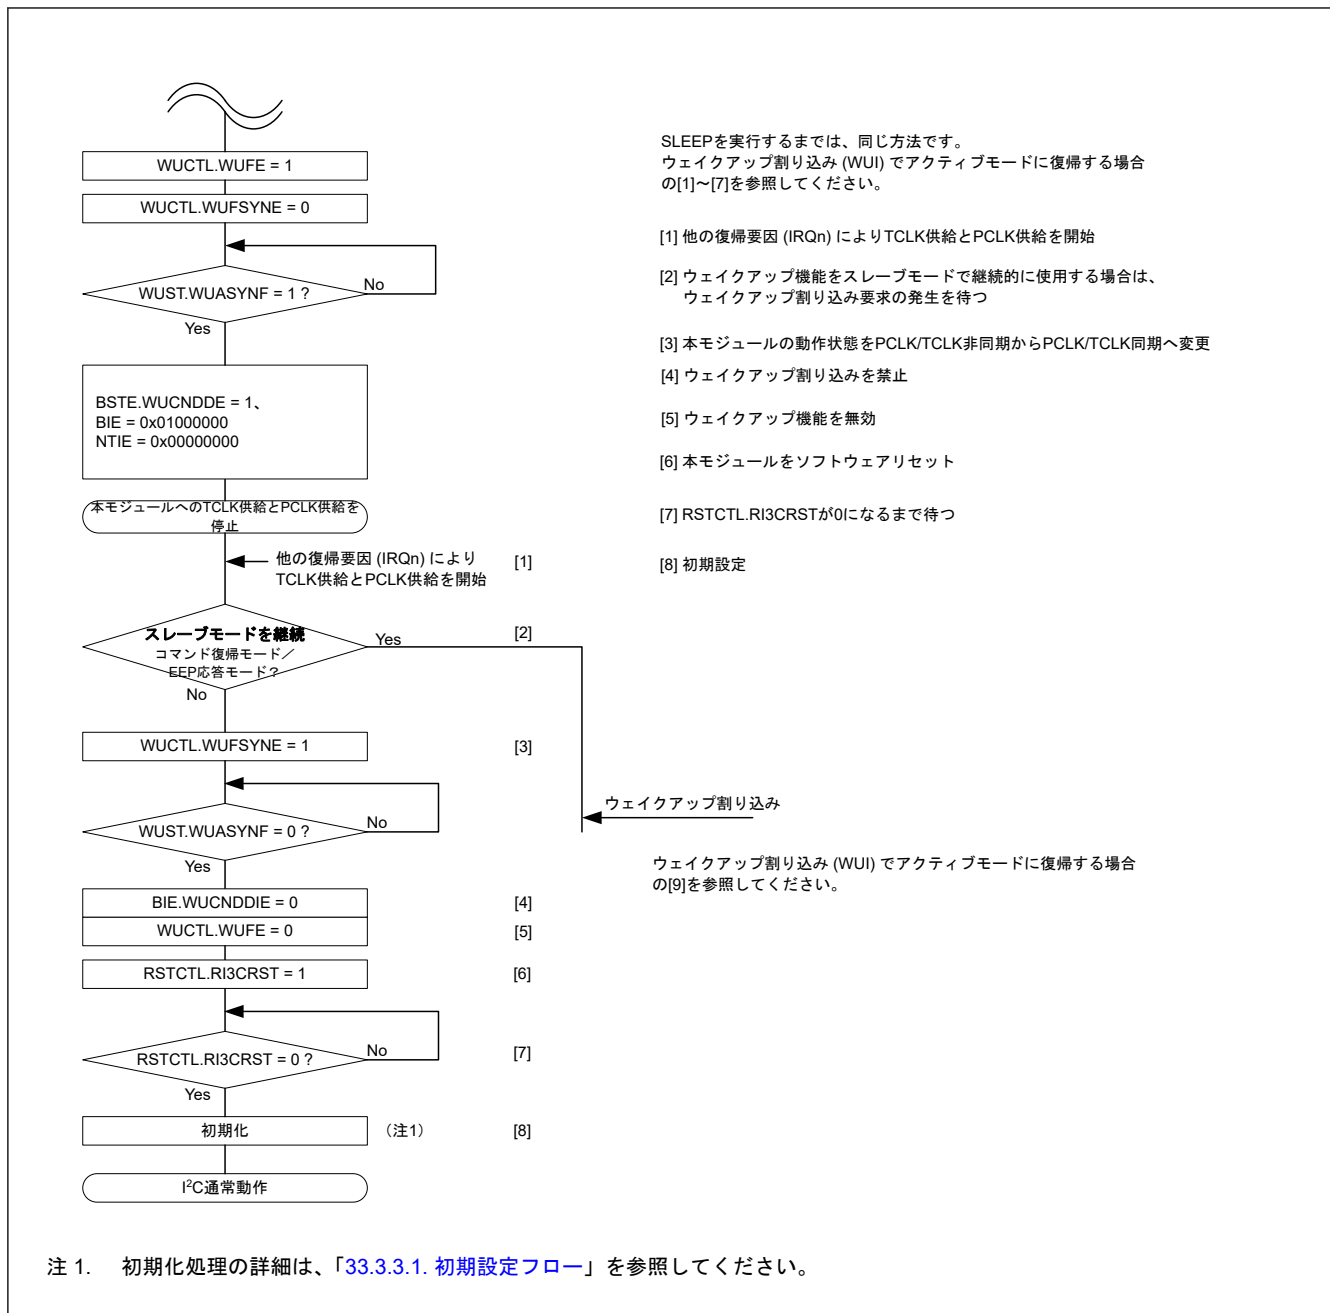 WUCTL.WUFE = 1
WUCTL.WUFSYNE = 0
WUST.WUASYNF = 1 ?
No
Yes
BSTE.WUCNDDE = 1、
BIE = 0x01000000
NTIE = 0x00000000
本モジュールへのTCLK供給とPCLK供給を
停止
他の復帰要因 (IRQn) により
TCLK供給とPCLK供給を開始
[1]
スレーブモードを継続
コマンド復帰モード／
EEP応答モード？
Yes
[2]
No
WUCTL.WUFSYNE = 1
[3]
ウェイクアップ割り込み
WUST.WUASYNF = 0 ?
No
Yes
BIE.WUCNDDIE = 0
[4]
WUCTL.WUFE = 0
[5]
RSTCTL.RI3CRST = 1
[6]
RSTCTL.RI3CRST = 0 ?
No
[7]
Yes
初期化
（注1）
[8]
I²C通常動作
SLEEPを実行するまでは、同じ方法です。
ウェイクアップ割り込み (WUI) でアクティブモードに復帰する場合
の[1]～[7]を参照してください。
[1] 他の復帰要因 (IRQn) によりTCLK供給とPCLK供給を開始
[2] ウェイクアップ機能をスレーブモードで継続的に使用する場合は、
ウェイクアップ割り込み要求の発生を待つ
[3] 本モジュールの動作状態をPCLK/TCLK非同期からPCLK/TCLK同期へ変更
[4] ウェイクアップ割り込みを禁止
[5] ウェイクアップ機能を無効
[6] 本モジュールをソフトウェアリセット
[7] RSTCTL.RI3CRSTが0になるまで待つ
[8] 初期設定
ウェイクアップ割り込み (WUI) でアクティブモードに復帰する場合
の[9]を参照してください。
注 1. 初期化処理の詳細は、「33.3.3.1. 初期設定フロー」を参照してください。